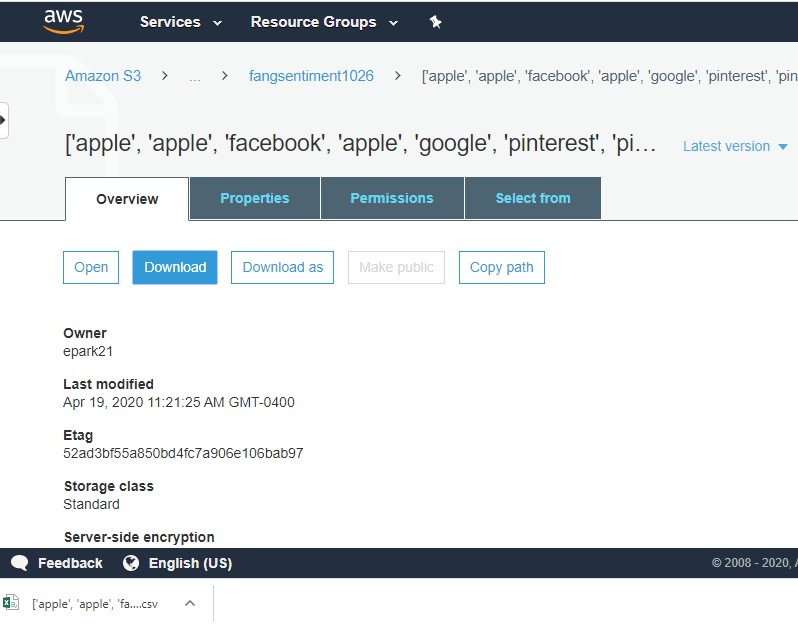 aws Services Resource Groups
Amazon S3 > ... > fangsentiment1026 > ['apple', 'apple', 'facebook', 'apple', 'google', 'pinterest', 'pin
['apple', 'apple', 'facebook', 'apple', 'google', 'pinterest', 'pi... Latest version
Overview Properties Permissions Select from
Open Download Download as Make public Copy path
Owner
epark21
Last modified
Apr 19, 2020 11:21:25 AM GMT-0400
Etag
52ad3bf55a850bd4fc7a906e106bab97
Storage class
Standard
Server-side encryption
Feedback English (US) © 2008 - 2020, A
['apple', 'apple', 'fa....csv